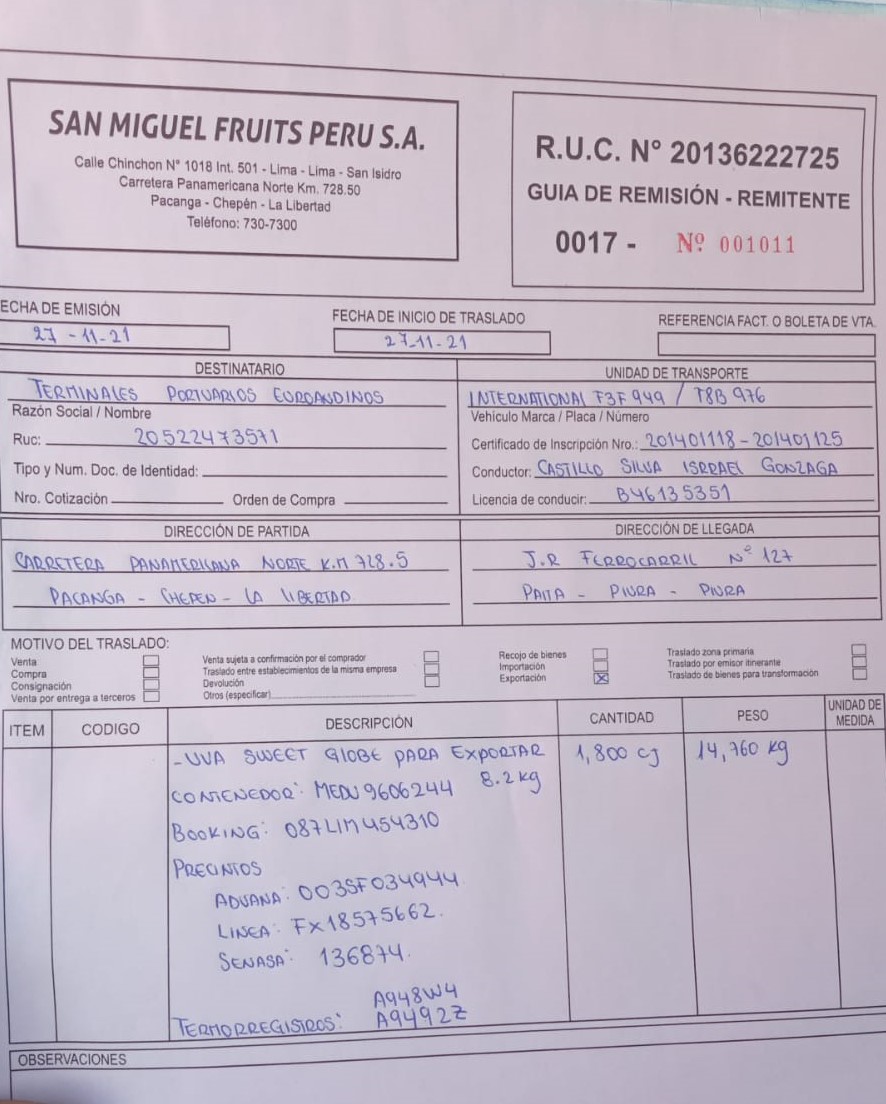 SAN MIGUEL FRUITS PERU S.A.
Calle Chinchon N° 1018 Int. 501 - Lima - Lima - San Isidro
Carretera Panamericana Norte Km. 728.50
Pacanga - Chepén - La Libertad
Teléfono: 730-7300
R.U.C. N° 20136222725
GUIA DE REMISIÓN - REMITENTE
0017 - Nº 001011
ECHA DE EMISIÓN
27-11-21
FECHA DE INICIO DE TRASLADO
27-11-21
REFERENCIA FACT. O BOLETA DE VTA.
DESTINATARIO
TERMINALES PORTUARIOS EUROANDINOS
Razón Social / Nombre
Ruc: 20522473571
Tipo y Num. Doc. de Identidad:
Nro. Cotización Orden de Compra
UNIDAD DE TRANSPORTE
INTERNATIONAL F3F 949 / T8B 976
Vehículo Marca / Placa / Número
Certificado de Inscripción Nro.: 201401118-201401125
Conductor: CASTILLO SILVA ISRRAEL GONZAGA
Licencia de conducir: B46135351
DIRECCIÓN DE PARTIDA
CARRETERA PANAMERICANA NORTE K.M 728.5
PACANGA - CHEPEN - LA LIBERTAD
DIRECCIÓN DE LLEGADA
J.R FERROCARRIL N° 127
PAITA - PIURA - PIURA
MOTIVO DEL TRASLADO:
Venta
Compra
Consignación
Venta por entrega a terceros
Venta sujeta a confirmación por el comprador
Traslado entre establecimientos de la misma empresa
Devolución
Otros (especificar)
Recojo de bienes
Importación
Exportación X
Traslado zona primaria
Traslado por emisor itinerante
Traslado de bienes para transformación
ITEM CODIGO DESCRIPCIÓN CANTIDAD PESO UNIDAD DE MEDIDA
- UVA SWEET GLOBE PARA EXPORTAR 1,800 cj 14,760 kg
8.2 kg
CONTENEDOR: MEDU9606244
BOOKING: 087LIM454310
PRECINTOS
ADUANA: 003SF034944
LINEA: FX18575662.
SENASA: 136874.
A948W4
TERMORREGISTROS: A9492Z
OBSERVACIONES